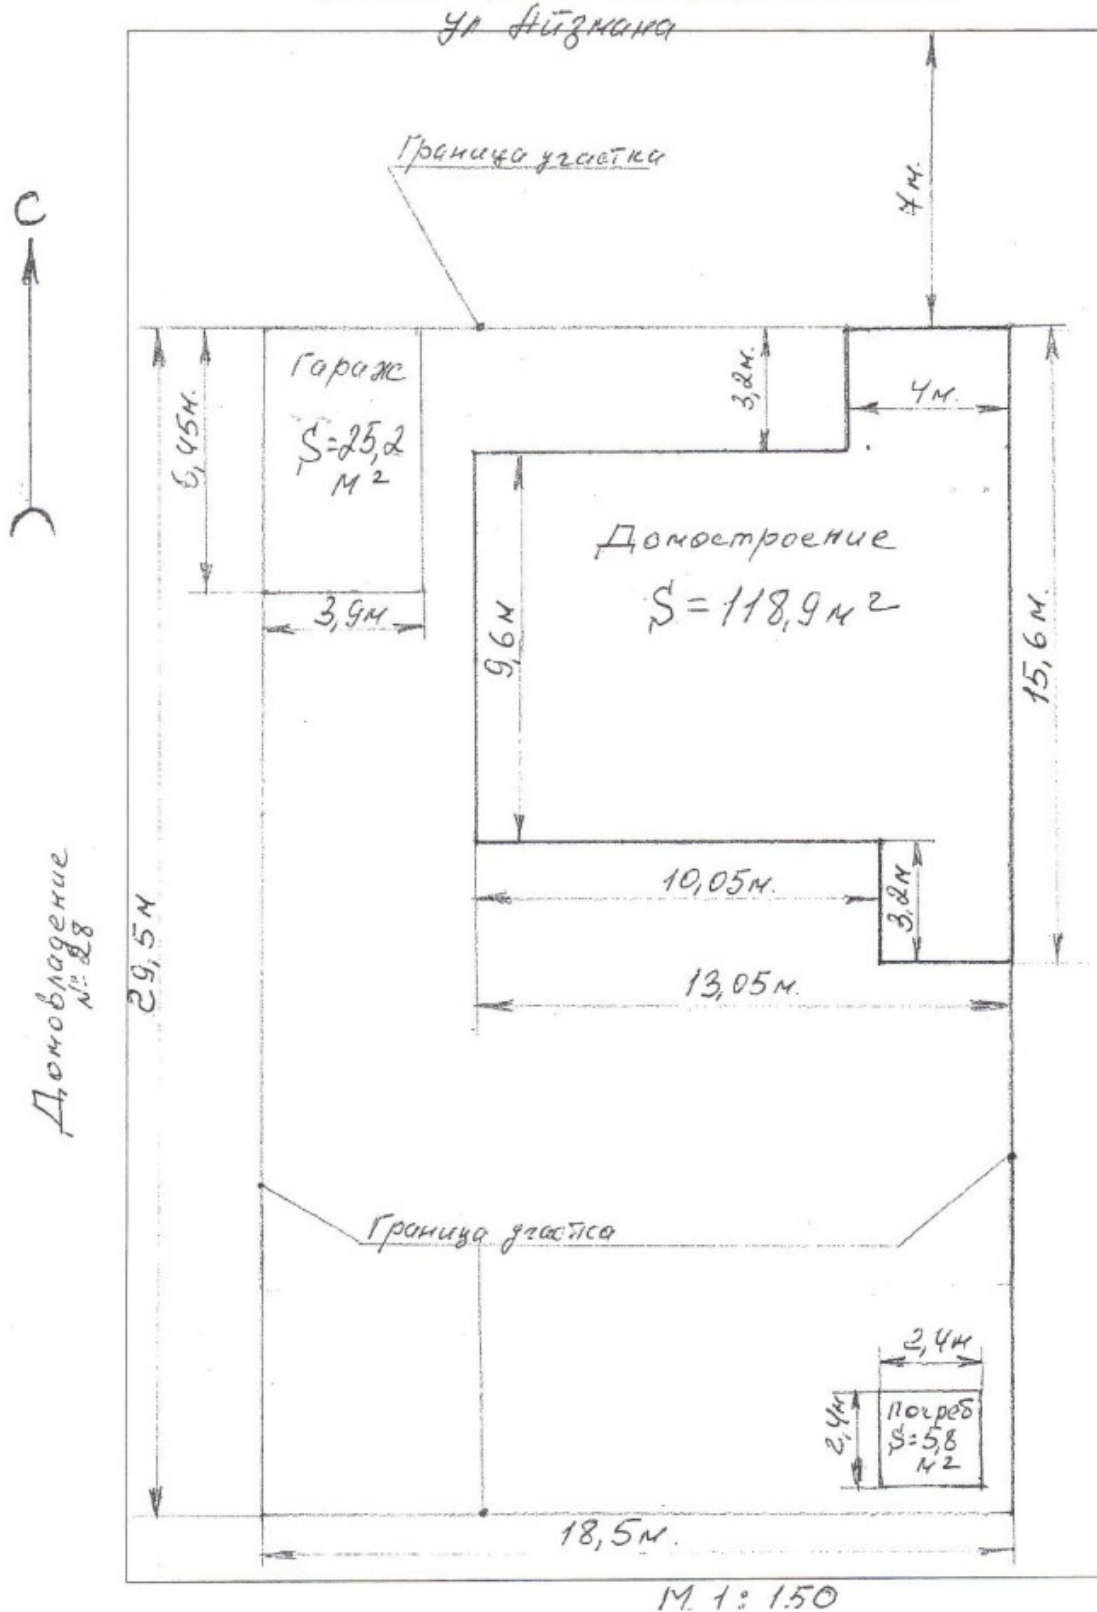 ул Айзмана
Граница участка
С
7 м.
Гараж
S=25,2
м²
6,45м.
3,9м
3,2м.
4м.
Домостроение
S=118,9м²
9,6м
15,6м.
10,05м.
3,2м
13,05м.
Домовладение
№ 28
29,5м
Граница участка
2,4м
2,4м
Погреб
S=5,8
м²
18,5м.
М 1:150